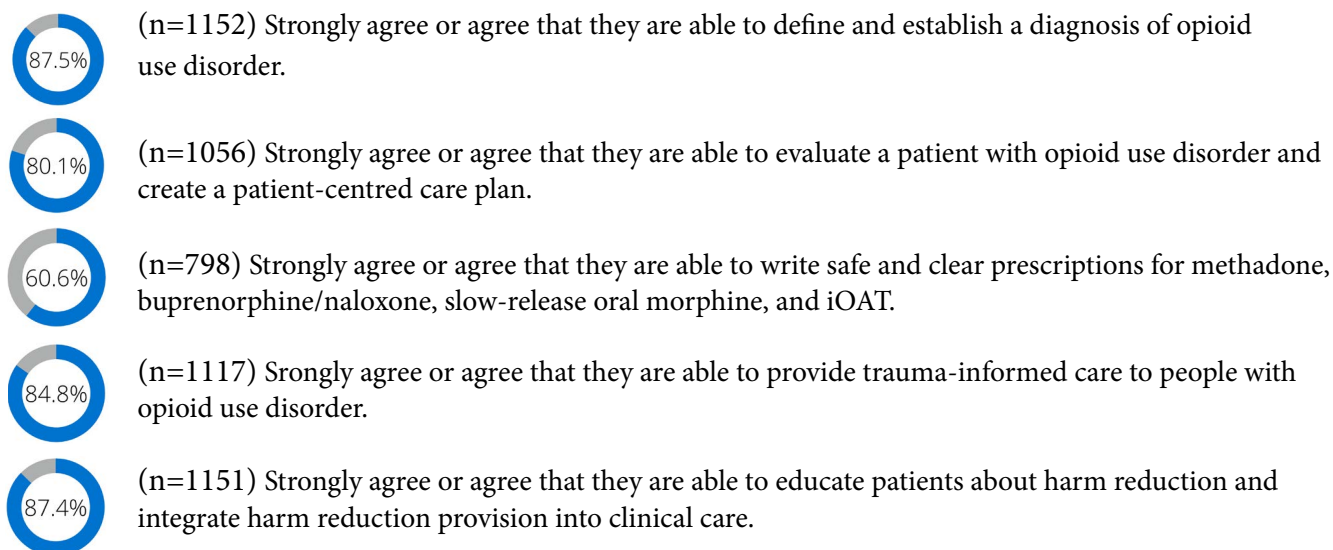 87.5%
(n=1152) Strongly agree or agree that they are able to define and establish a diagnosis of opioid
use disorder.
80.1%
(n=1056) Strongly agree or agree that they are able to evaluate a patient with opioid use disorder and
create a patient-centred care plan.
60.6%
(n=798) Strongly agree or agree that they are able to write safe and clear prescriptions for methadone,
buprenorphine/naloxone, slow-release oral morphine, and iOAT.
84.8%
(n=1117) Srongly agree or agree that they are able to provide trauma-informed care to people with
opioid use disorder.
87.4%
(n=1151) Strongly agree or agree that they are able to educate patients about harm reduction and
integrate harm reduction provision into clinical care.